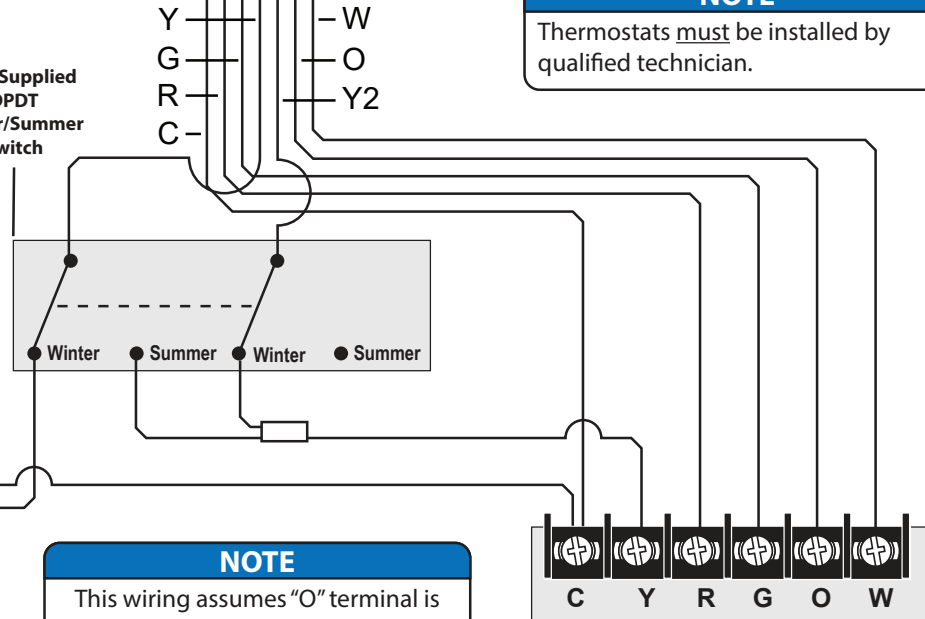 NOTE
Thermostats must be installed by
qualified technician.
Y
G
R
C
W
O
Y2
Supplied
DPDT
/Summer
Winter Summer Winter Summer
NOTE
This wiring assumes “O” terminal is
C Y R G O W